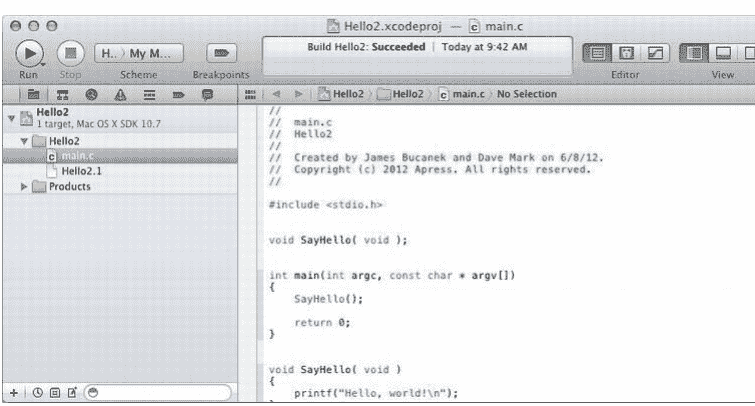 Hello2.xcodeproj — c main.c
Build Hello2: Succeeded | Today at 9:42 AM
H.. › My M...
Run Stop Scheme Breakpoints Editor View
Hello2 › Hello2 › c main.c › No Selection
Hello2
1 target, Mac OS X SDK 10.7
Hello2
c main.c
Hello2.1
Products
//
//  main.c
//  Hello2
//
//  Created by James Bucanek and Dave Mark on 6/8/12.
//  Copyright (c) 2012 Apress. All rights reserved.
//
#include <stdio.h>
void SayHello( void );
int main(int argc, const char * argv[])
{
    SayHello();
    return 0;
}
void SayHello( void )
{
    printf("Hello, world!\n");